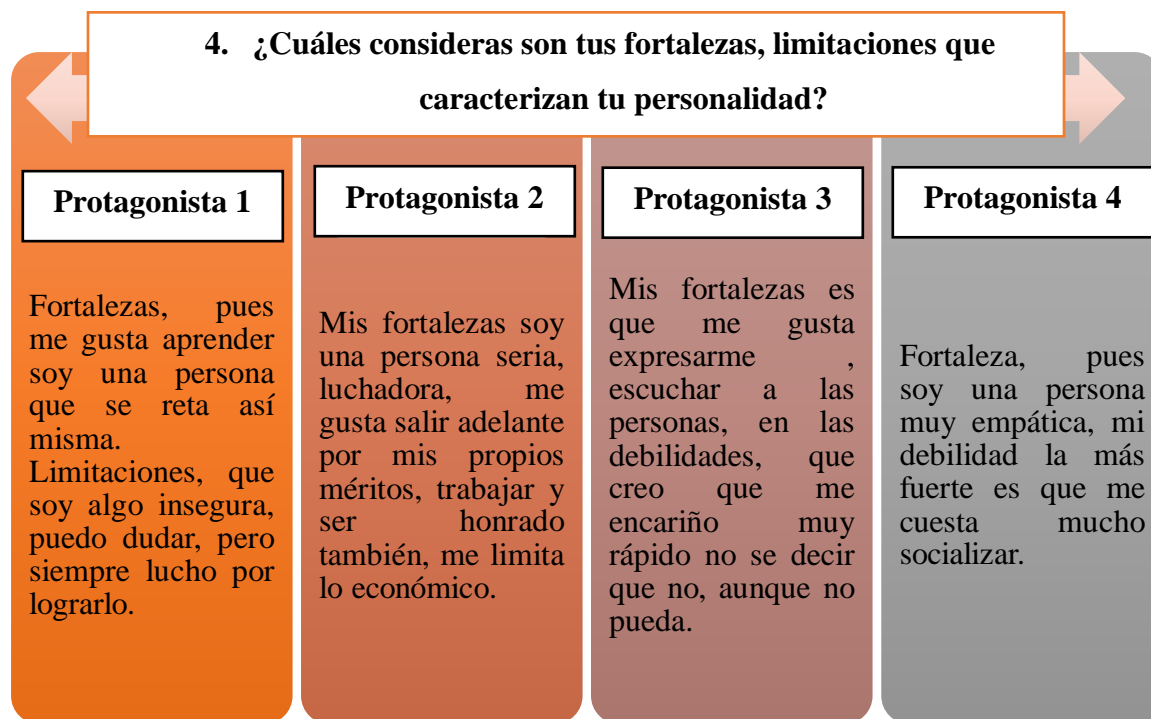 4. ¿Cuáles consideras son tus fortalezas, limitaciones que
caracterizan tu personalidad?
Protagonista 1
Fortalezas, pues
me gusta aprender
soy una persona
que se reta así
misma.
Limitaciones, que
soy algo insegura,
puedo dudar, pero
siempre lucho por
lograrlo.
Protagonista 2
Mis fortalezas soy
una persona seria,
luchadora, me
gusta salir adelante
por mis propios
méritos, trabajar y
ser honrado
también, me limita
lo económico.
Protagonista 3
Mis fortalezas es
que me gusta
expresarme ,
escuchar a las
personas, en las
debilidades, que
creo que me
encariño muy
rápido no se decir
que no, aunque no
pueda.
Protagonista 4
Fortaleza, pues
soy una persona
muy empática, mi
debilidad la más
fuerte es que me
cuesta mucho
socializar.